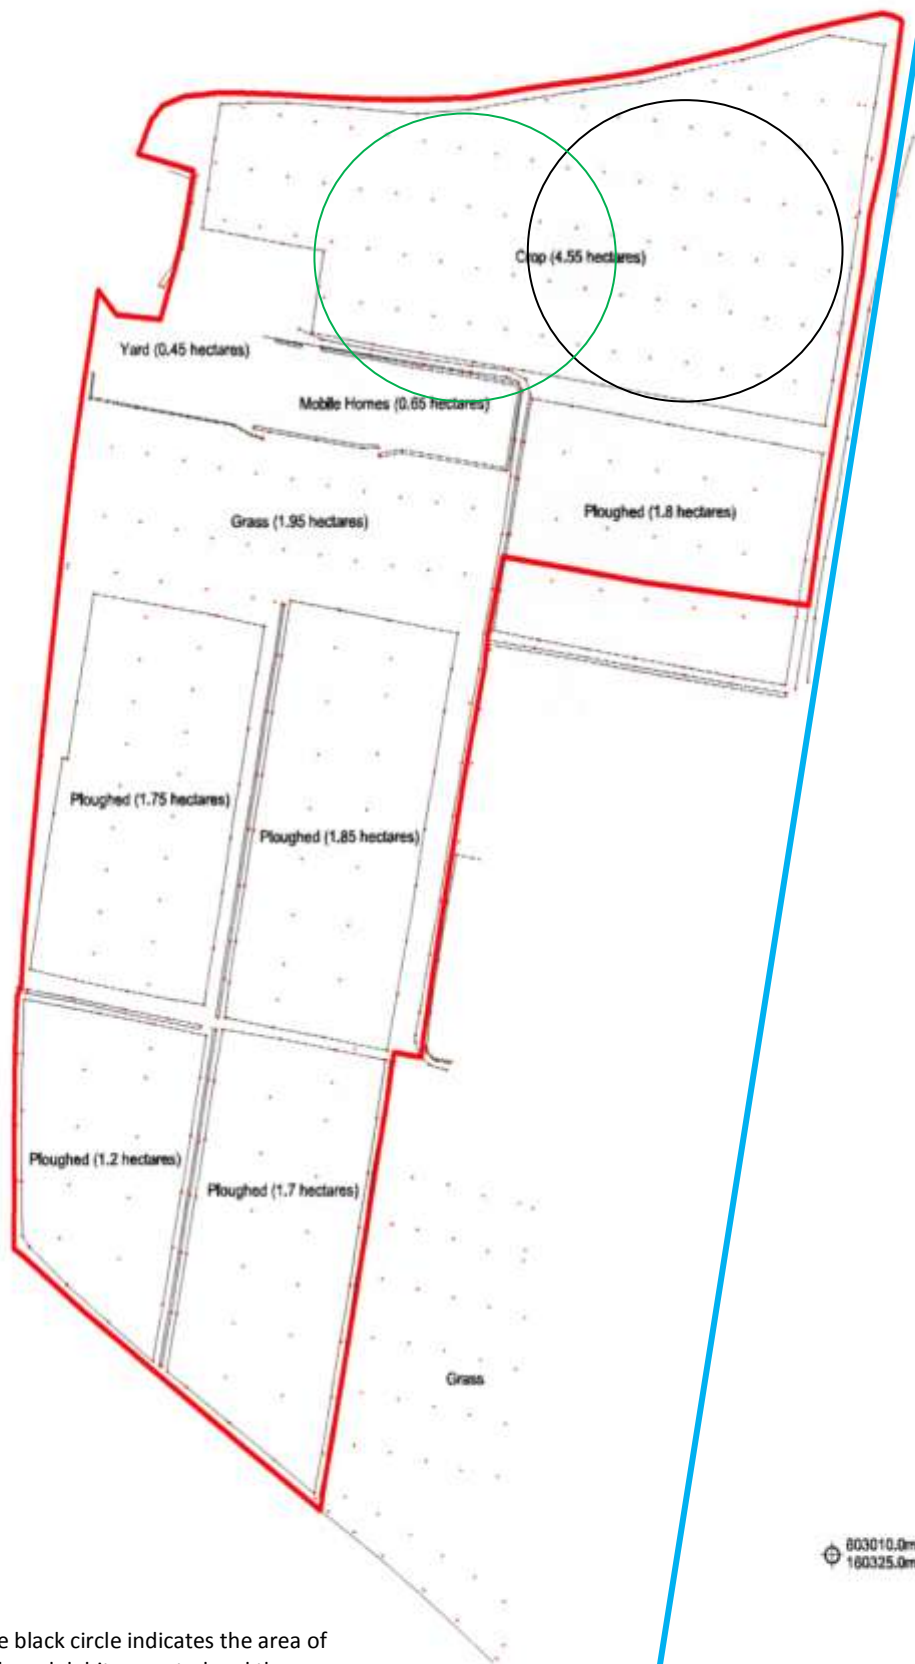 Crop (4.55 hectares)
Yard (0.45 hectares)
Mobile Homes (0.65 hectares)
Ploughed (1.8 hectares)
Grass (1.95 hectares)
Ploughed (1.75 hectares)
Ploughed (1.85 hectares)
Ploughed (1.2 hectares)
Ploughed (1.7 hectares)
Grass
603010.0m
160325.0m
black circle indicates the area of